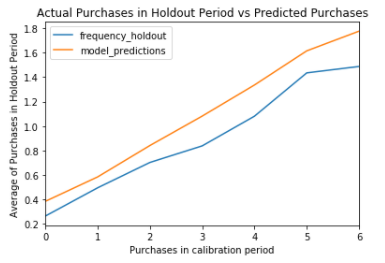 Actual Purchases in Holdout Period vs Predicted Purchases
frequency_holdout
model_predictions
Average of Purchases in Holdout Period
1.8
1.6
1.4
1.2
1.0
0.8
0.6
0.4
0.2
0 1 2 3 4 5 6
Purchases in calibration period